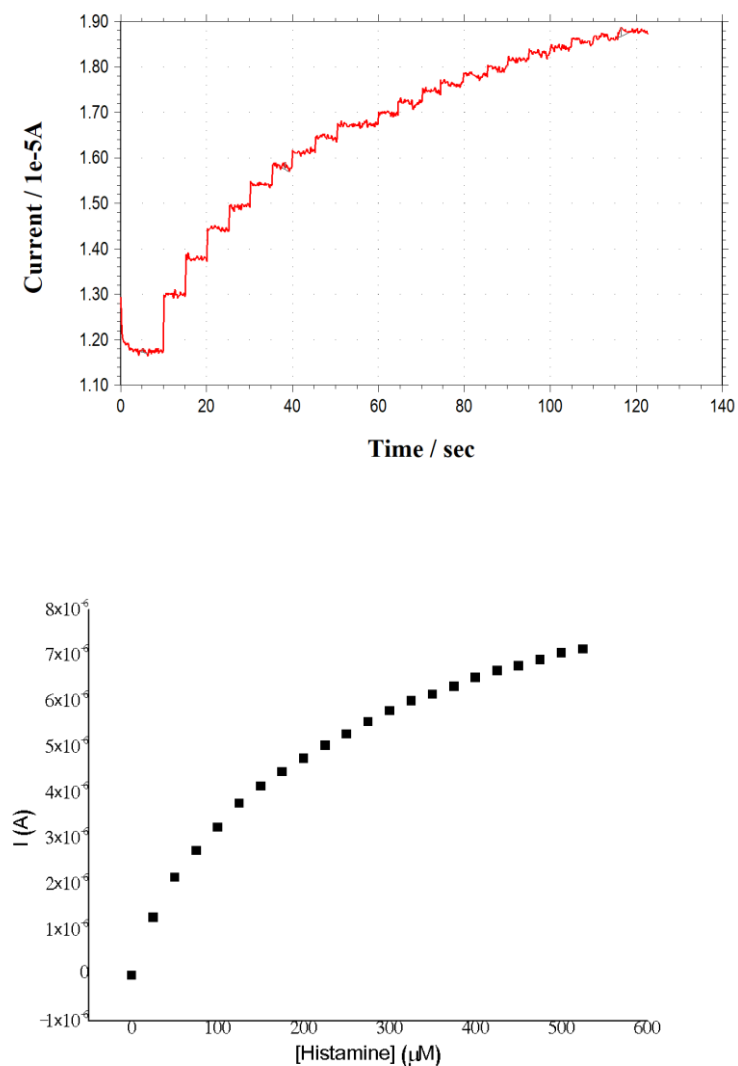 1.90
1.80
1.70
1.60
1.50
1.40
1.30
1.20
1.10
Current / 1e-5A
0 20 40 60 80 100 120 140
Time / sec
8x10⁻⁶
7x10⁻⁶
6x10⁻⁶
5x10⁻⁶
4x10⁻⁶
3x10⁻⁶
2x10⁻⁶
1x10⁻⁶
0
-1x10⁻⁶
I (A)
0 100 200 300 400 500 600
[Histamine] (μM)